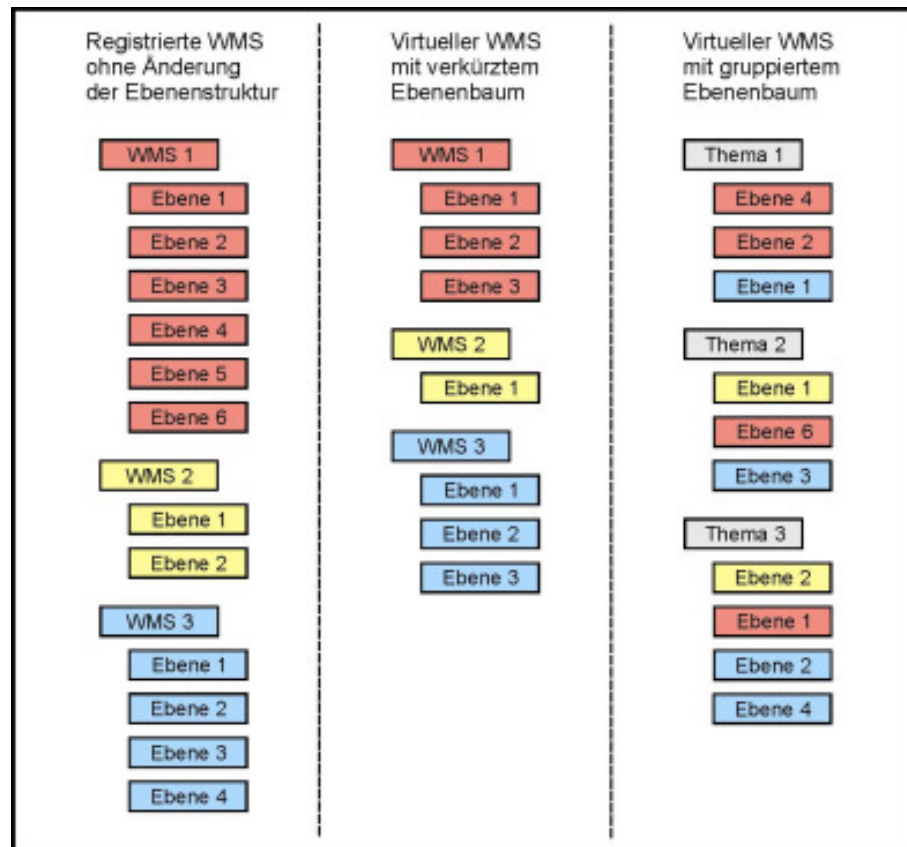 Registrierte WMS
ohne Änderung
der Ebenenstruktur
WMS 1
Ebene 1
Ebene 2
Ebene 3
Ebene 4
Ebene 5
Ebene 6
WMS 2
Ebene 1
Ebene 2
WMS 3
Ebene 1
Ebene 2
Ebene 3
Ebene 4
Virtueller WMS
mit verkürztem
Ebenenbaum
WMS 1
Ebene 1
Ebene 2
Ebene 3
WMS 2
Ebene 1
WMS 3
Ebene 1
Ebene 2
Ebene 3
Virtueller WMS
mit gruppiertem
Ebenenbaum
Thema 1
Ebene 4
Ebene 2
Ebene 1
Thema 2
Ebene 1
Ebene 6
Ebene 3
Thema 3
Ebene 2
Ebene 1
Ebene 2
Ebene 4